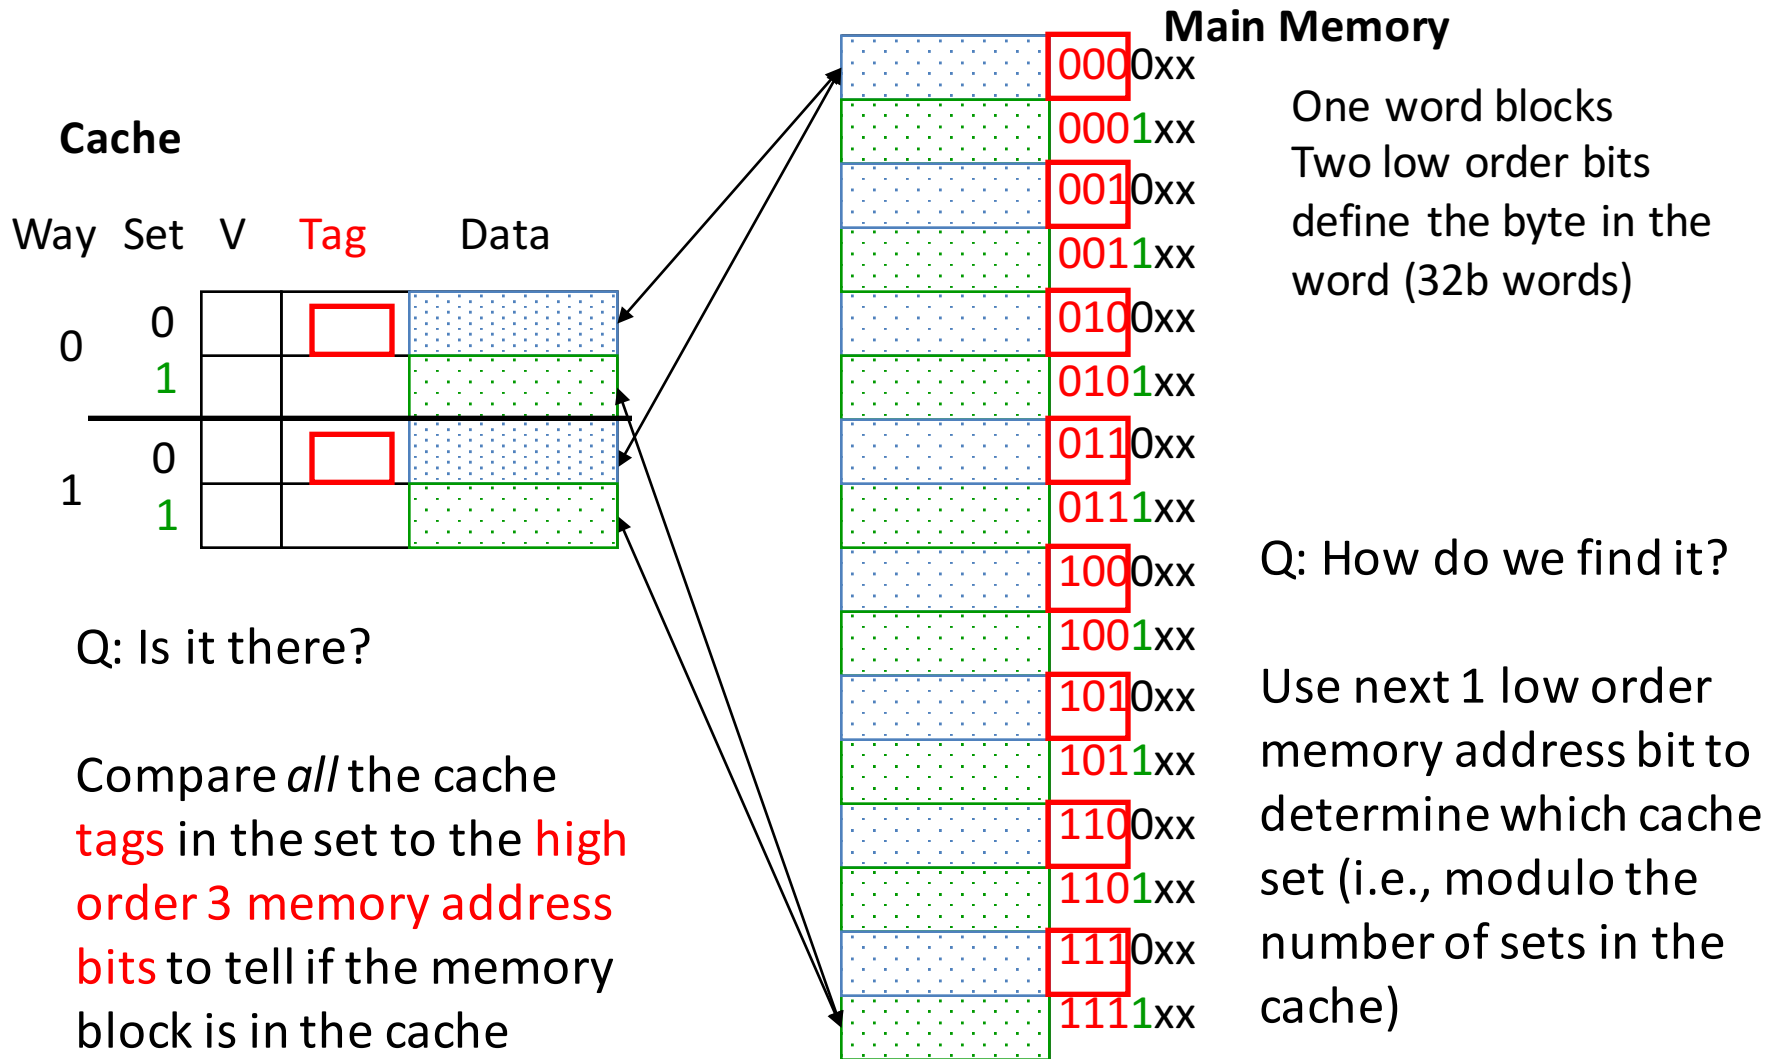 Main Memory
Cache
Way Set V Tag Data
0
0
1
1
0
1
0000xx
0001xx
0010xx
0011xx
0100xx
0101xx
0110xx
0111xx
1000xx
1001xx
1010xx
1011xx
1100xx
1101xx
1110xx
1111xx
One word blocks
Two low order bits
define the byte in the
word (32b words)
Q: Is it there?
Compare all the cache
tags in the set to the high
order 3 memory address
bits to tell if the memory
block is in the cache
Q: How do we find it?
Use next 1 low order
memory address bit to
determine which cache
set (i.e., modulo the
number of sets in the
cache)